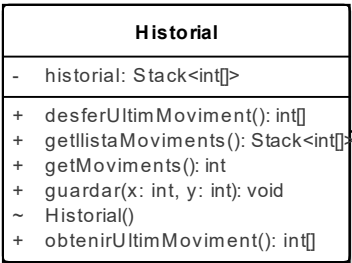 Historial
- historial: Stack<int[]>
+ desferUltimMoviment(): int[]
+ getllistaMoviments(): Stack<int[]>
+ getMoviments(): int
+ guardar(x: int, y: int): void
~ Historial()
+ obtenirUltimMoviment(): int[]